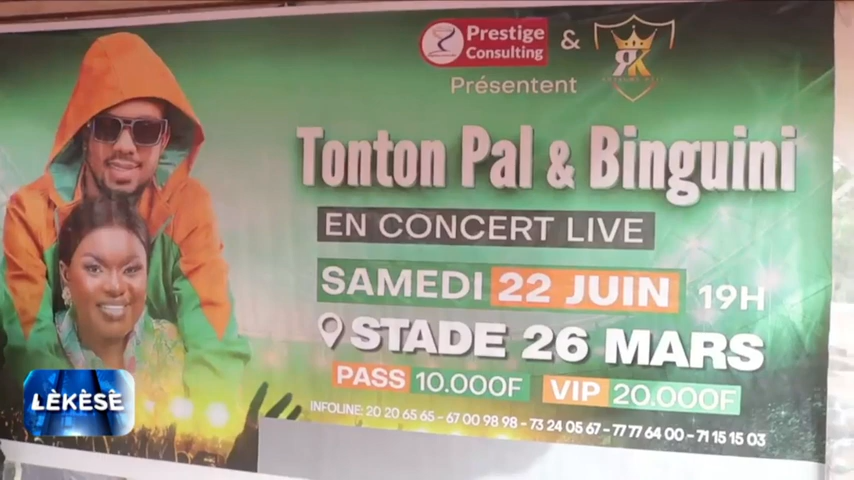 Prestige
Consulting
&
RK
Présentent
Tonton Pal & Binguini
EN CONCERT LIVE
SAMEDI 22 JUIN 19H
STADE 26 MARS
PASS 10.000F VIP 20.000F
INFOLINE: 20 20 65 65 - 67 00 98 98 - 73 24 05 67 - 77 77 64 00 - 71 15 15 03
LÈKÈSÊ